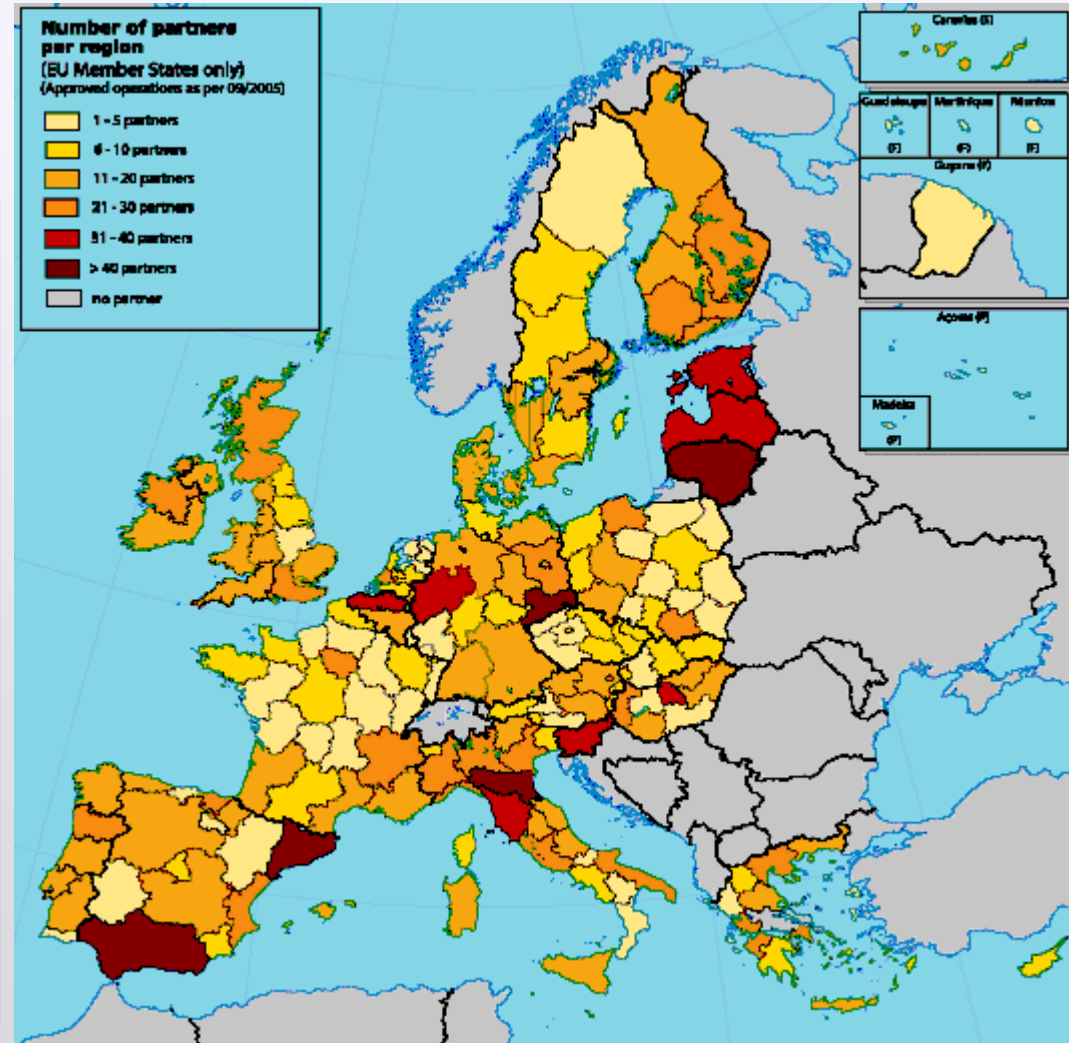 Number of partners
per region
(EU Member States only)
(Approved operations as per 09/2005)
1 - 5 partners
6 - 10 partners
11 - 20 partners
21 - 30 partners
31 - 40 partners
> 40 partners
no partner
Canarias (E)
Guadeloupe
(F)
Martinique
(F)
Réunion
(F)
Guyane (F)
Açores (P)
Madeira
(P)